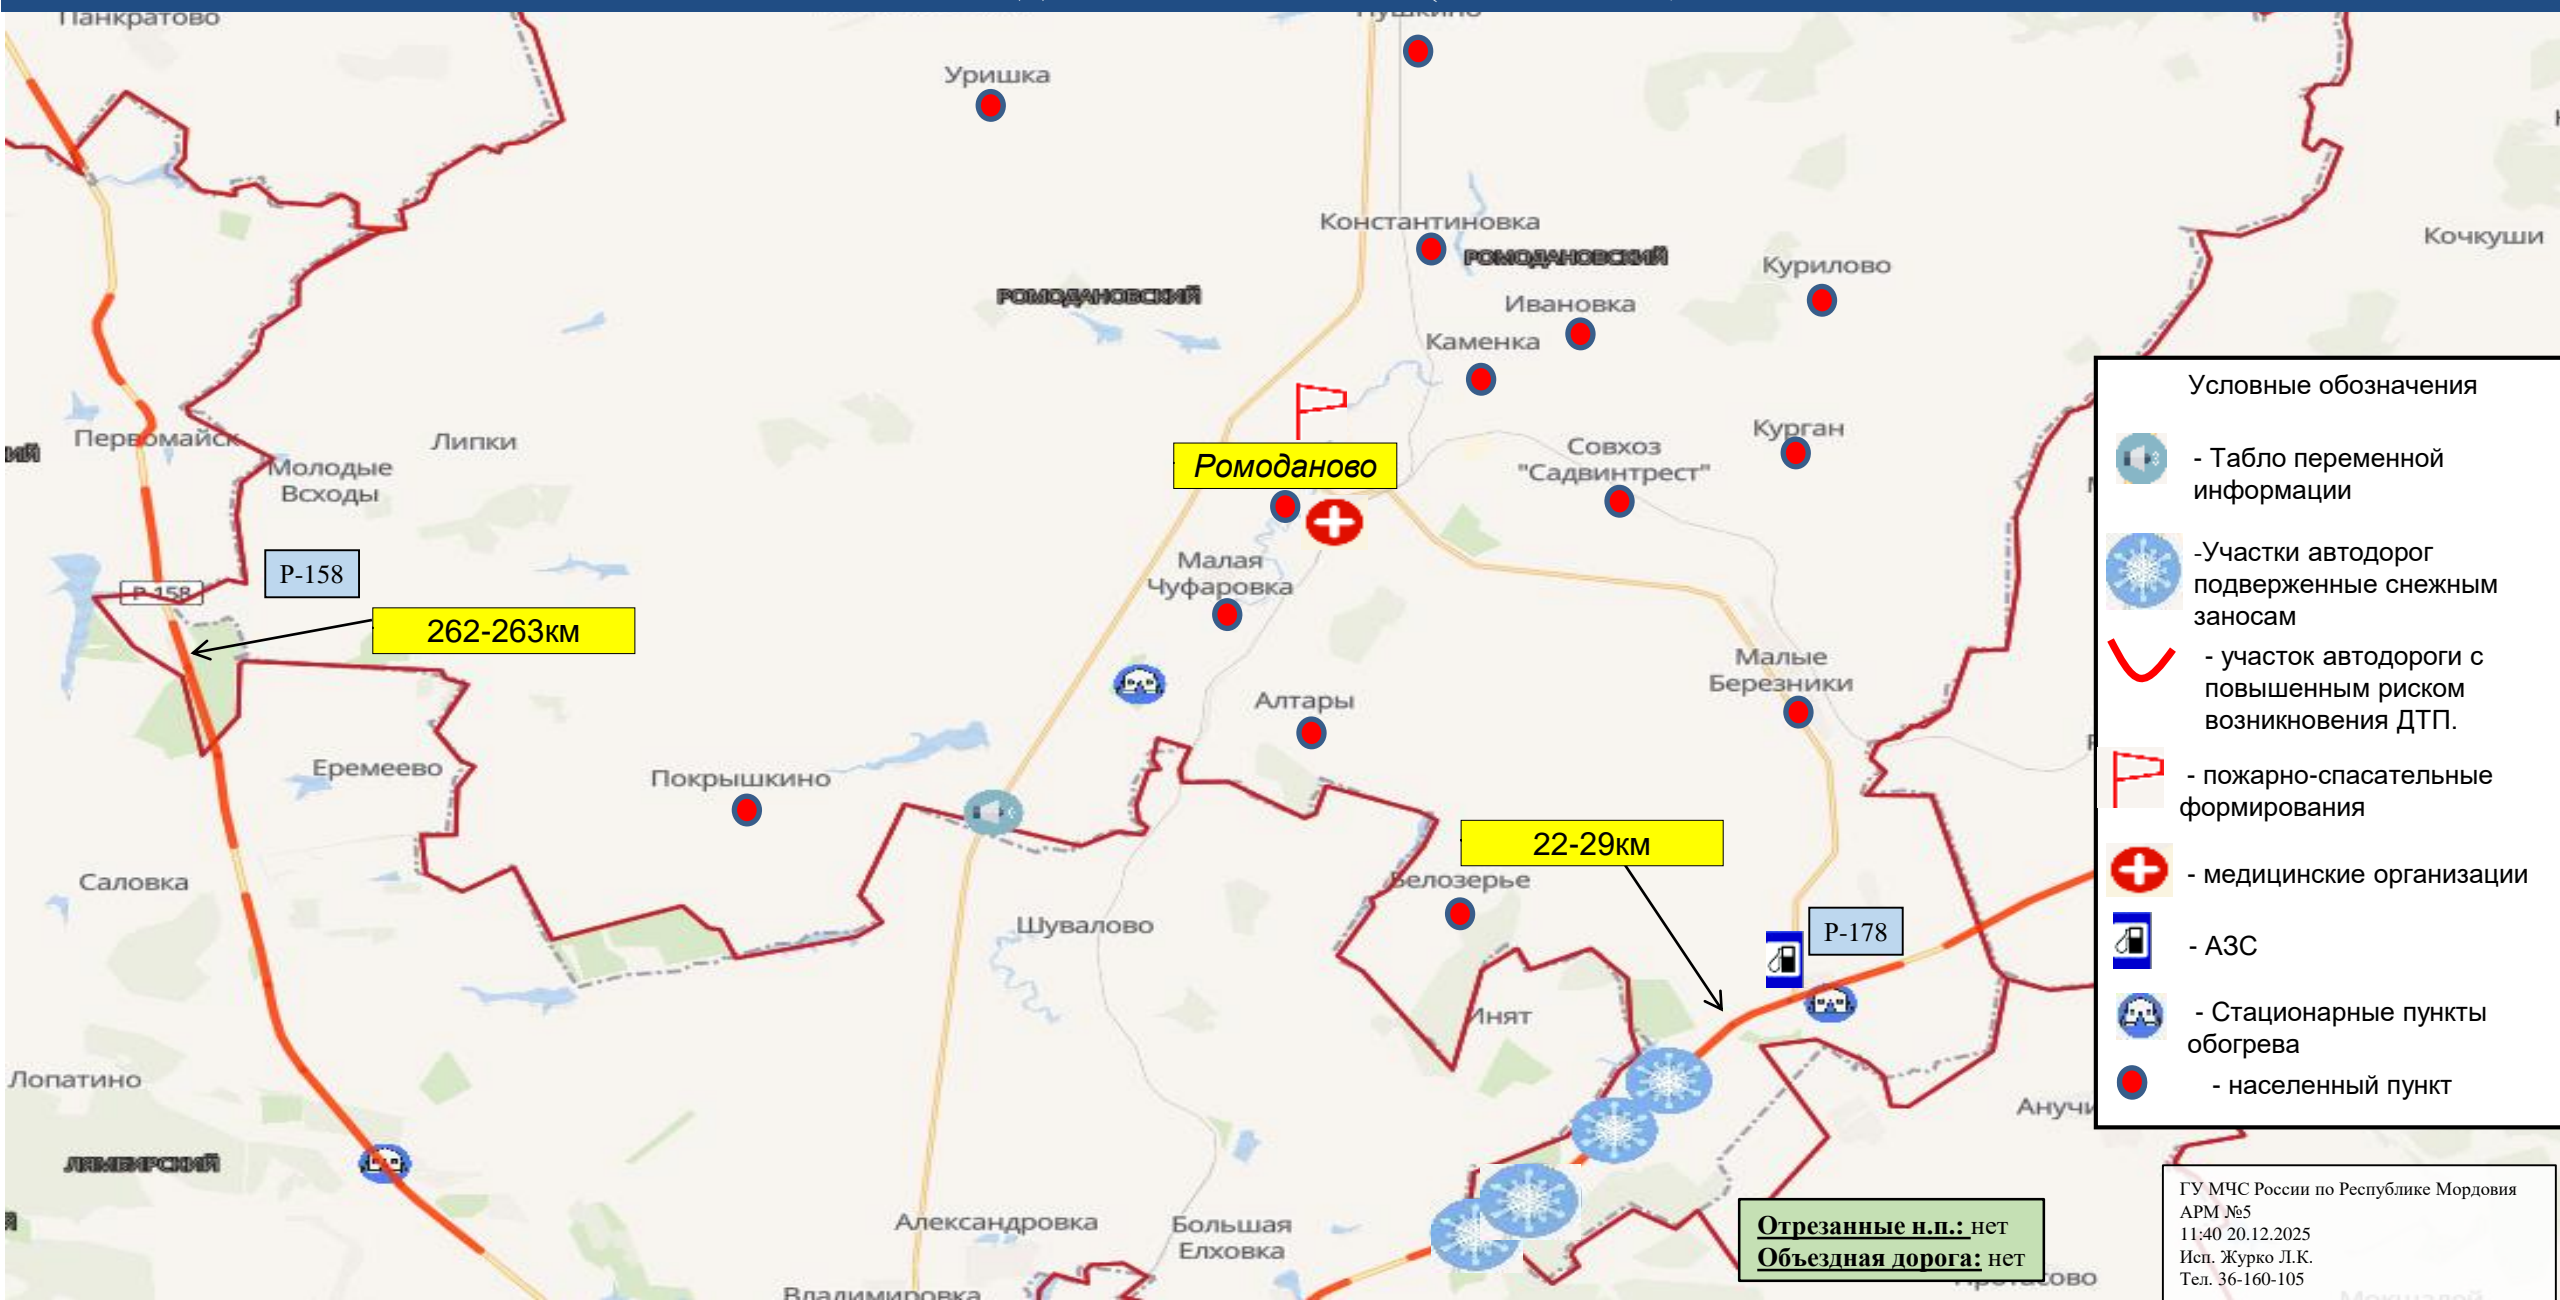 Панкратово
Пушкино
Уришка
Константиновка
РОМОДАНОВСКИЙ
Кочкуши
Курилово
РОМОДАНОВСКИЙ
Ивановка
Каменка
Первомайск
Липки
Молодые
Всходы
Ромоданово
Совхоз
"Садвинтрест"
Курган
Р-158
Р-158
262-263км
Малая
Чуфаровка
Малые
Березники
Алтары
Еремеево
Покрышкино
22-29км
Саловка
Белозерье
Шувалово
Р-178
Инят
Лопатино
ЛЯМБИРСКИЙ
Александровка
Большая
Елховка
Владимировка
Условные обозначения
- Табло переменной
информации
-Участки автодорог
подверженные снежным
заносам
- участок автодороги с
повышенным риском
возникновения ДТП.
- пожарно-спасательные
формирования
- медицинские организации
- АЗС
- Стационарные пункты
обогрева
- населенный пункт
Анучи
Отрезанные н.п.: нет
Объездная дорога: нет
ГУ МЧС России по Республике Мордовия
АРМ №5
11:40 20.12.2025
Исп. Журко Л.К.
Тел. 36-160-105